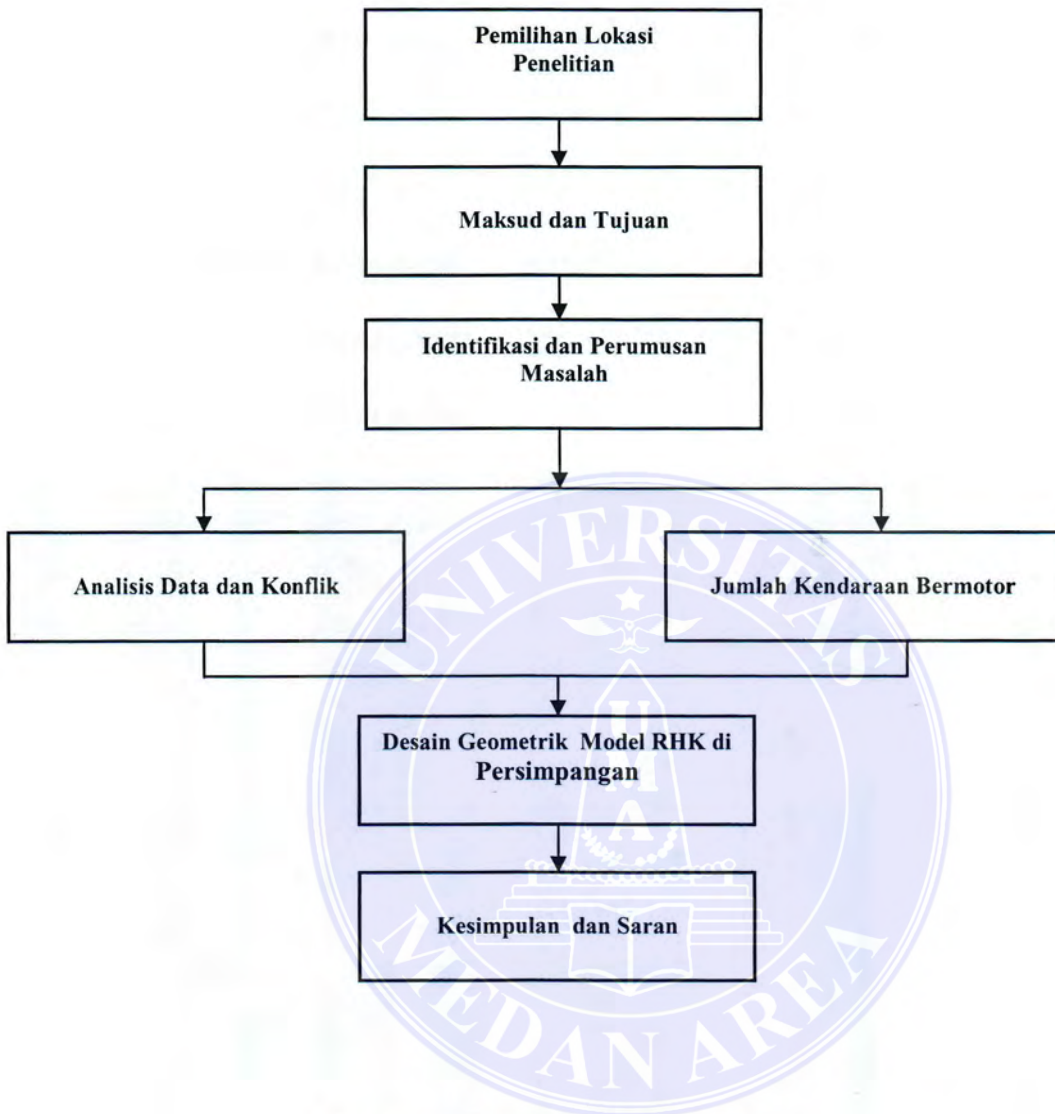 Pemilihan Lokasi
Penelitian
Maksud dan Tujuan
Identifikasi dan Perumusan
Masalah
Analisis Data dan Konflik
Jumlah Kendaraan Bermotor
Desain Geometrik Model RHK di
Persimpangan
Kesimpulan dan Saran
UNIVERSITAS
UMA
MEDAN AREA